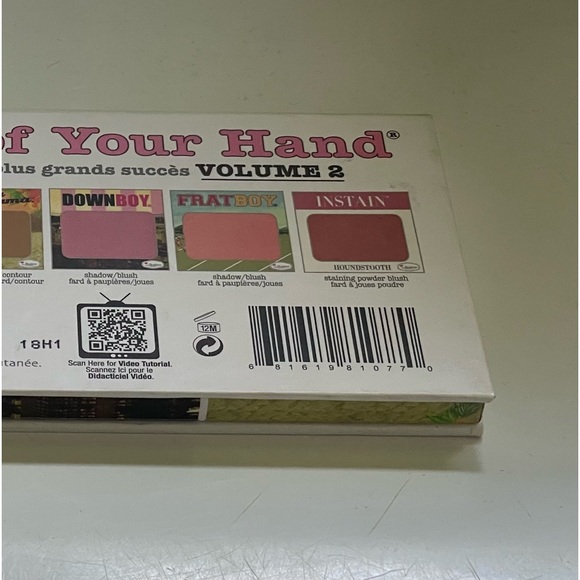 of Your Hand®
plus grands succès VOLUME 2
DOWNBOY.
FRATBOY.
INSTAIN®
HOUNDSTOOTH
contour
rd/contour
shadow/blush
fard à paupières/joues
shadow/blush
fard à paupières/joues
staining powder blush
fard à joues poudre
18H1
utanée.
Scan Here for Video Tutorial.
Scannez ici pour le
Didacticiel Vidéo.
12M
6 81619 81077 0